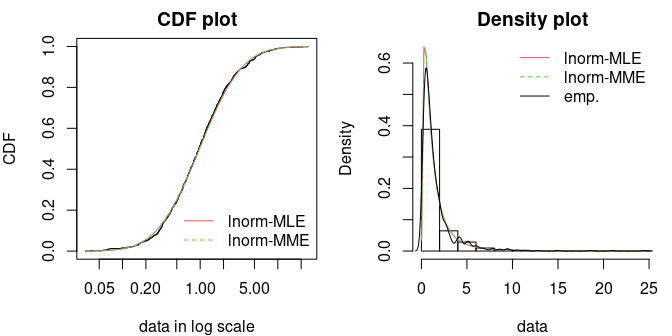 CDF plot
CDF
1.0
0.8
0.6
0.4
0.2
0.0
lnorm-MLE
lnorm-MME
0.05 0.20 1.00 5.00
data in log scale
Density plot
Density
0.6
0.4
0.2
0.0
lnorm-MLE
lnorm-MME
emp.
0 5 10 15 20 25
data